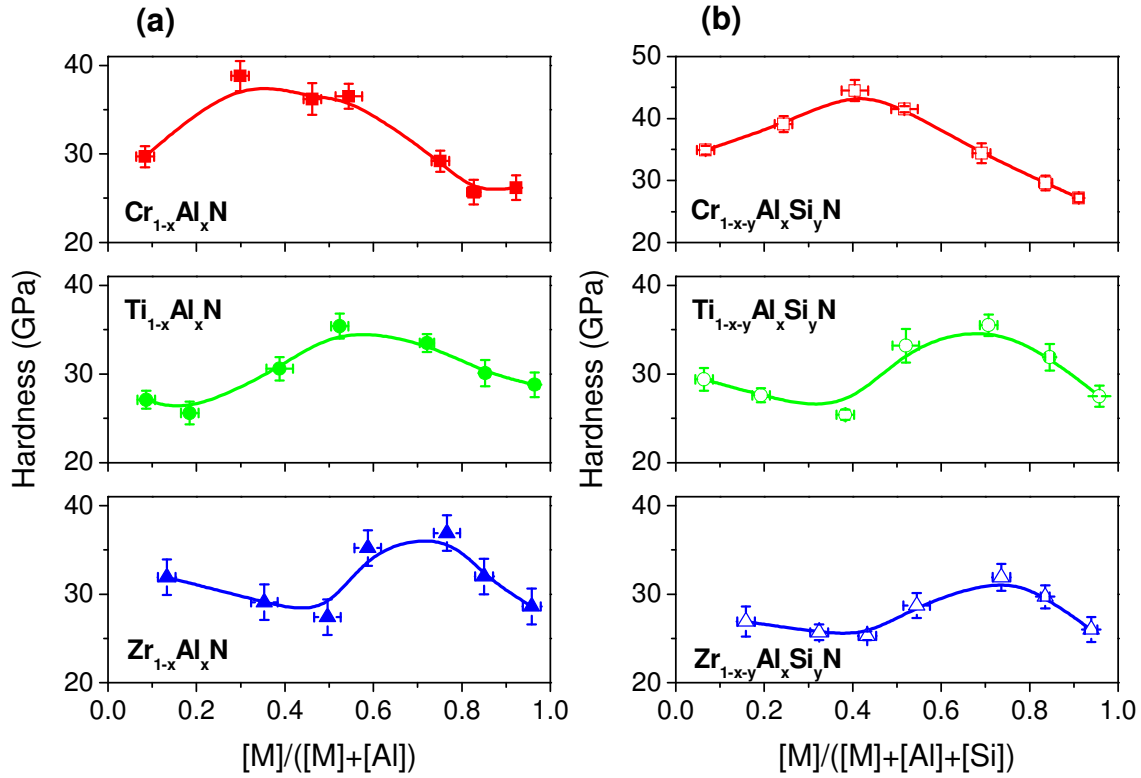 (a)
40
30
20
Cr1-xAlxN
40
30
20
Ti1-xAlxN
40
30
20
Zr1-xAlxN
0.0 0.2 0.4 0.6 0.8 1.0
Hardness (GPa)
[M]/([M]+[Al])
(b)
50
40
30
20
Cr1-x-yAlxSiyN
40
30
20
Ti1-x-yAlxSiyN
40
30
20
Zr1-x-yAlxSiyN
0.0 0.2 0.4 0.6 0.8 1.0
Hardness (GPa)
[M]/([M]+[Al]+[Si])